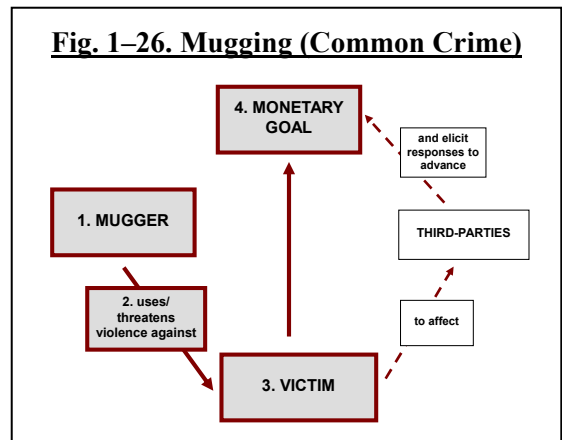 Fig. 1–26. Mugging (Common Crime)
4. MONETARY
GOAL
and elicit
responses to
advance
1. MUGGER
THIRD-PARTIES
2. uses/
threatens
violence against
to affect
3. VICTIM